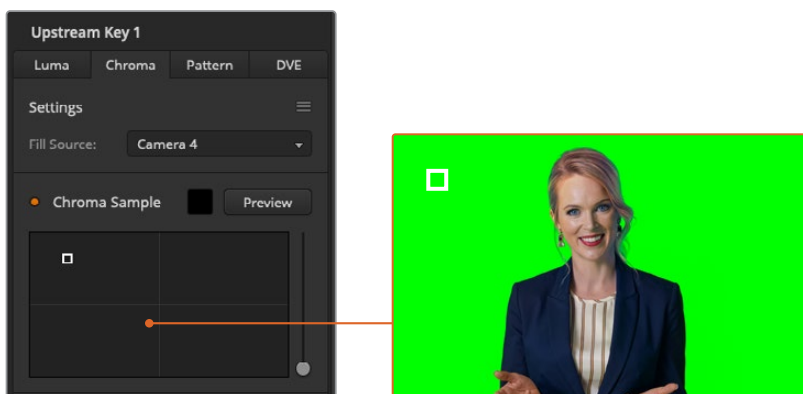 Upstream Key 1
Luma Chroma Pattern DVE
Settings
Fill Source: Camera 4
Chroma Sample Preview